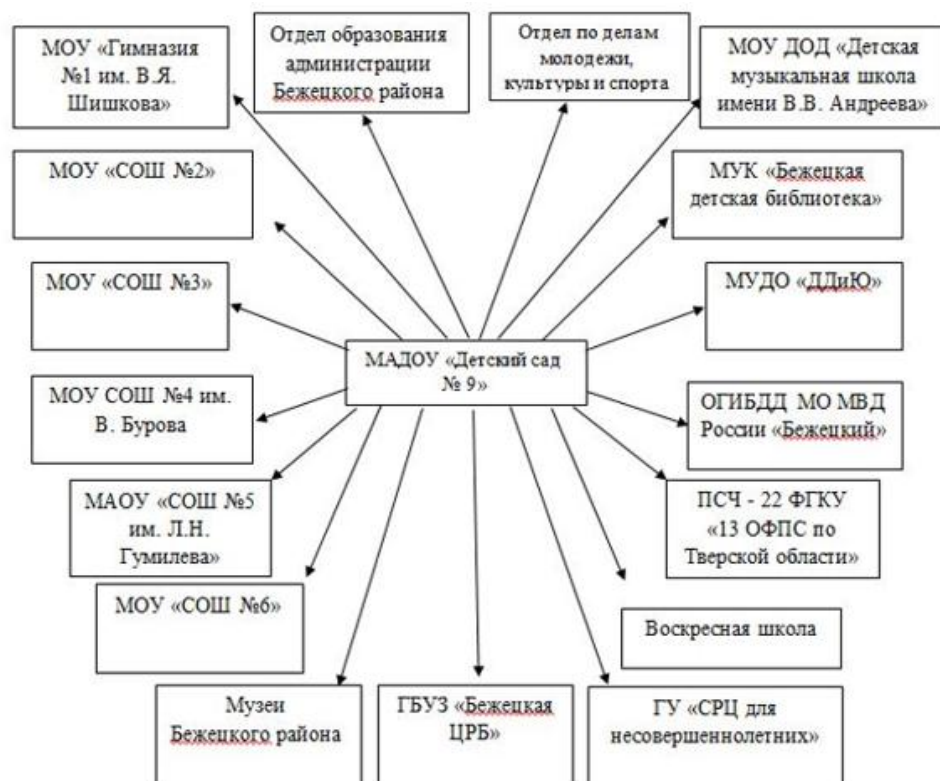 МОУ «Гимназия
№1 им. В.Я.
Шишкова»
Отдел образования
администрации
Бежецкого района
Отдел по делам
молодежи,
культуры и спорта
МОУ ДОД «Детская
музыкальная школа
имени В.В. Андреева»
МОУ «СОШ №2»
МУК «Бежецкая
детская библиотека»
МОУ «СОШ №3»
МУДО «ДДиЮ»
МАДОУ «Детский сад
№ 9»
МОУ СОШ №4 им.
В. Бурова
ОГИБДД МО МВД
России «Бежецкий»
МАОУ «СОШ №5
им. Л.Н.
Гумилева»
ПСЧ - 22 ФГКУ
«13 ОФПС по
Тверской области»
МОУ «СОШ №6»
Воскресная школа
Музеи
Бежецкого района
ГБУЗ «Бежецкая
ЦРБ»
ГУ «СРЦ для
несовершеннолетних»